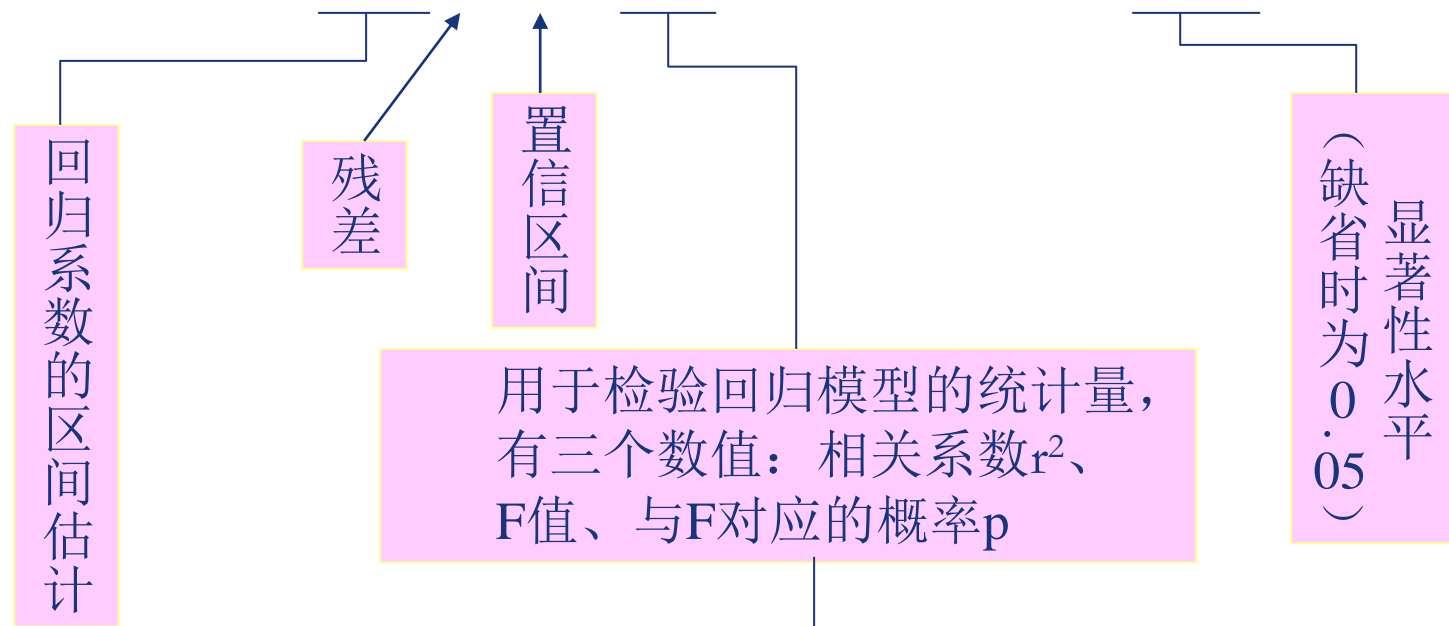 回归系数的区间估计
残差
置信区间
用于检验回归模型的统计量，
有三个数值：相关系数r²、
F值、与F对应的概率p
显著性水平
（缺省时为0.05）